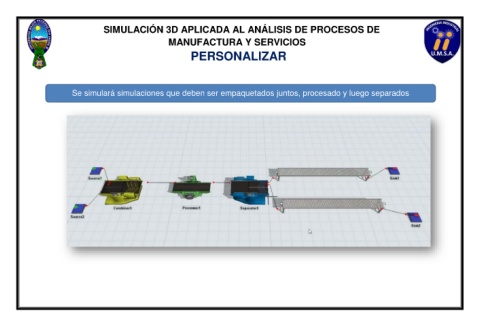 SIMULACIÓN 3D APLICADA AL ANÁLISIS DE PROCESOS DE
MANUFACTURA Y SERVICIOS
PERSONALIZAR
U.M.S.A.
Se simulará simulaciones que deben ser empaquetados juntos, procesado y luego separados
Source1
Source2
Combiner1
Processor1
Separator2
Sink1
Sink2